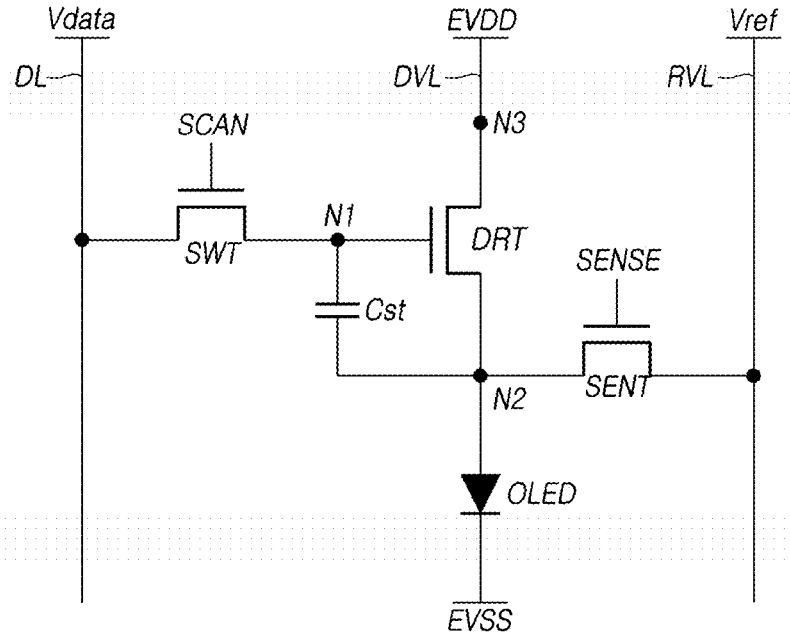 Vdata
EVDD
Vref
DL
DVL
RVL
N3
SCAN
N1
DRT
SWT
SENSE
Cst
SENT
N2
OLED
EVSS